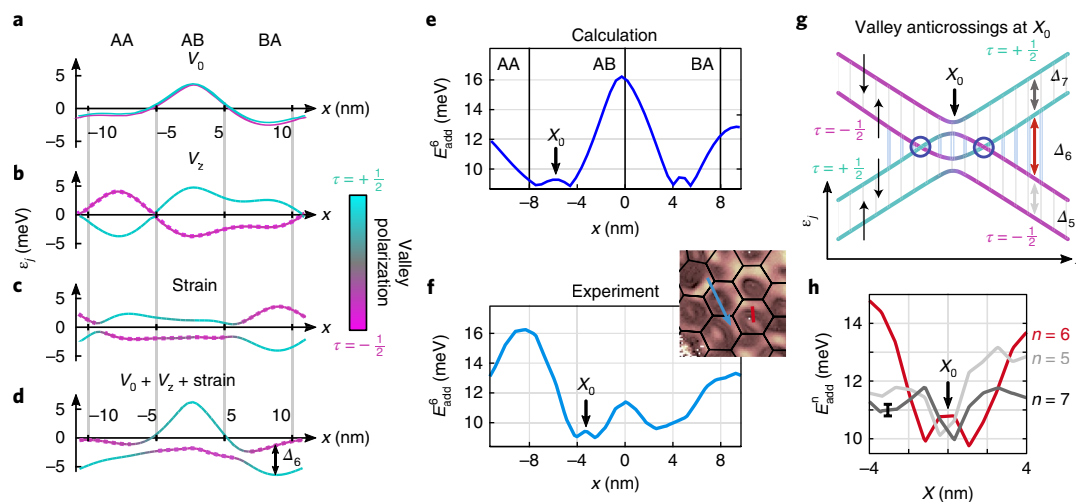 a
AA AB BA
V0
5
0
−5
−10 −5 5 10
x (nm)
b
Vz
5
0
−5
x
εj (meV)
τ = + 1/2
Valley polarization
τ = − 1/2
c
Strain
5
0
−5
x
d
V0 + Vz + strain
5
0
−5
−10 −5 5 10
x (nm)
Δ6
e
Calculation
AA AB BA
X0
E6add (meV)
16
14
12
10
−8 −4 0 4 8
x (nm)
f
Experiment
X0
E6add (meV)
16
14
12
10
8
−8 −4 0 4 8
x (nm)
g
Valley anticrossings at X0
τ = + 1/2
X0
Δ7
τ = − 1/2
Δ6
τ = + 1/2
Δ5
τ = − 1/2
εj
h
n = 6
n = 5
n = 7
X0
Enadd (meV)
14
13
12
11
10
−4 0 4
X (nm)